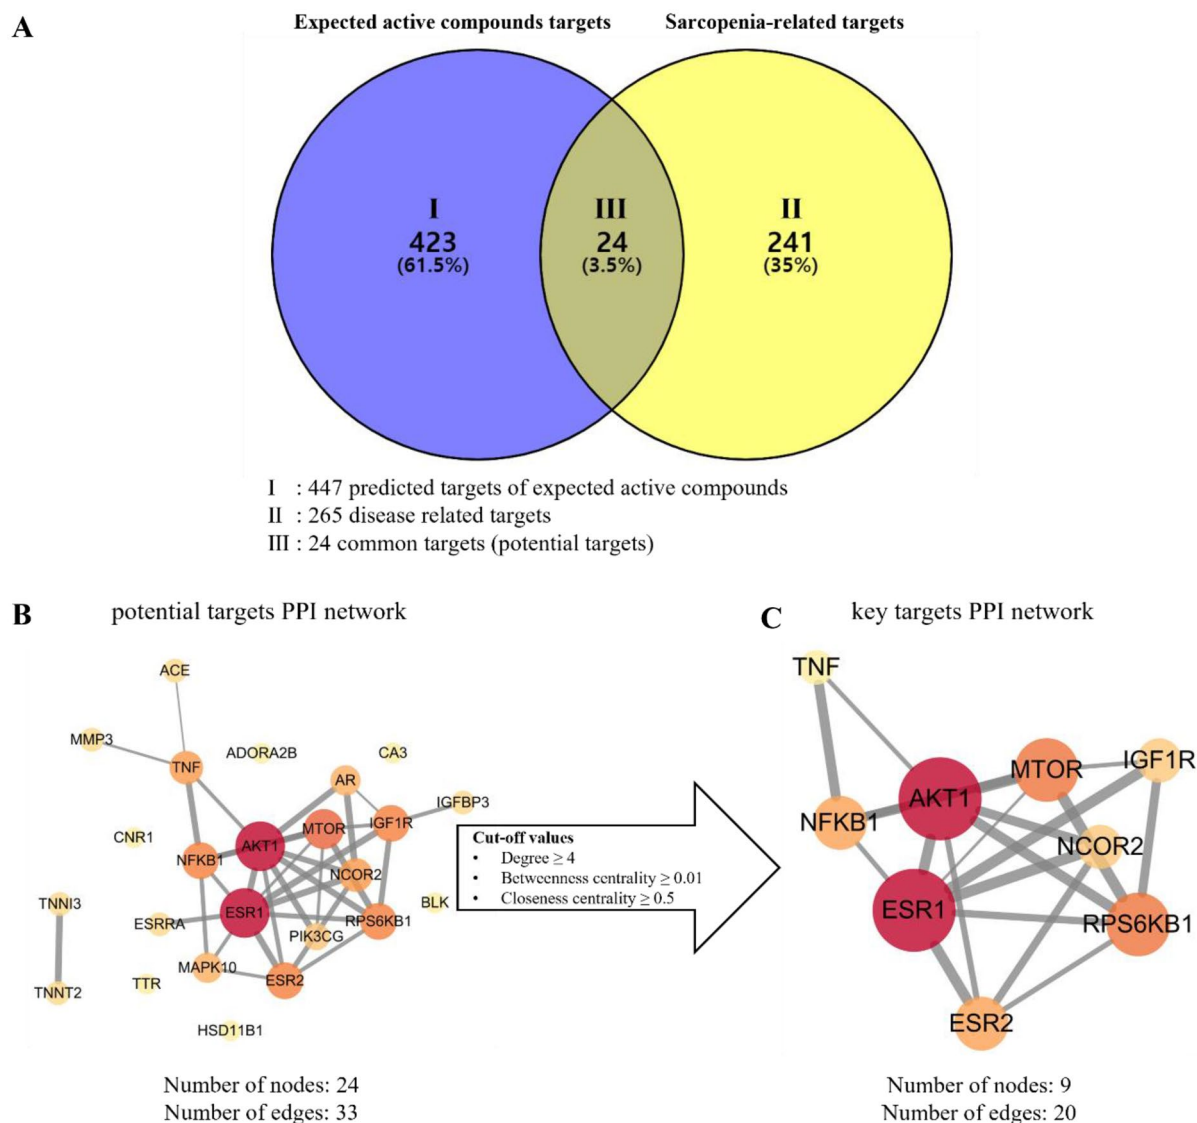 A
Expected active compounds targets
Sarcopenia-related targets
I
423
(61.5%)
III
24
(3.5%)
II
241
(35%)
I : 447 predicted targets of expected active compounds
II : 265 disease related targets
III : 24 common targets (potential targets)
B
potential targets PPI network
ACE
MMP3
TNF
ADORA2B
CA3
AR
IGFBP3
MTOR
IGF1R
CNR1
AKT1
NFKB1
NCOR2
TNNI3
BLK
ESR1
RPS6KB1
ESRRA
PIK3CG
MAPK10
TTR
ESR2
TNNT2
HSD11B1
Number of nodes: 24
Number of edges: 33
Cut-off values
• Degree ≥ 4
• Betweenness centrality ≥ 0.01
• Closeness centrality ≥ 0.5
C
key targets PPI network
TNF
MTOR
IGF1R
AKT1
NFKB1
NCOR2
ESR1
RPS6KB1
ESR2
Number of nodes: 9
Number of edges: 20